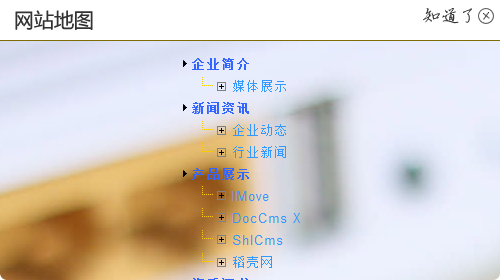 网站地图
知道了
企业简介
媒体展示
新闻资讯
企业动态
行业新闻
产品展示
IMove
DocCms X
ShlCms
稻壳网